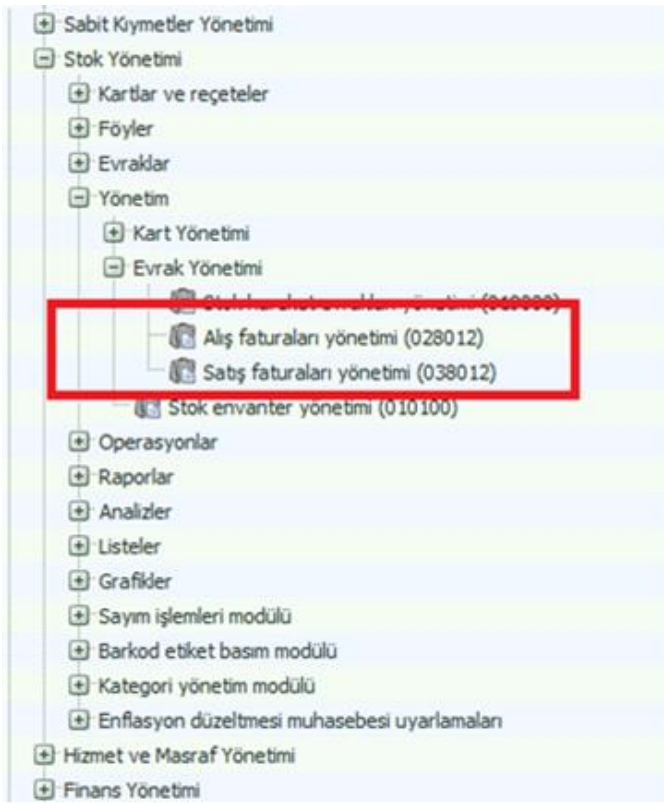 Sabit Kıymetler Yönetimi
Stok Yönetimi
Kartlar ve reçeteler
Föyler
Evraklar
Yönetim
Kart Yönetimi
Evrak Yönetimi
Alış faturaları yönetimi (028012)
Satış faturaları yönetimi (038012)
Stok envanter yönetimi (010100)
Operasyonlar
Raporlar
Analizler
Listeler
Grafikler
Sayım işlemleri modülü
Barkod etiket basım modülü
Kategori yönetim modülü
Enflasyon düzeltmesi muhasebesi uyarlamaları
Hizmet ve Masraf Yönetimi
Finans Yönetimi